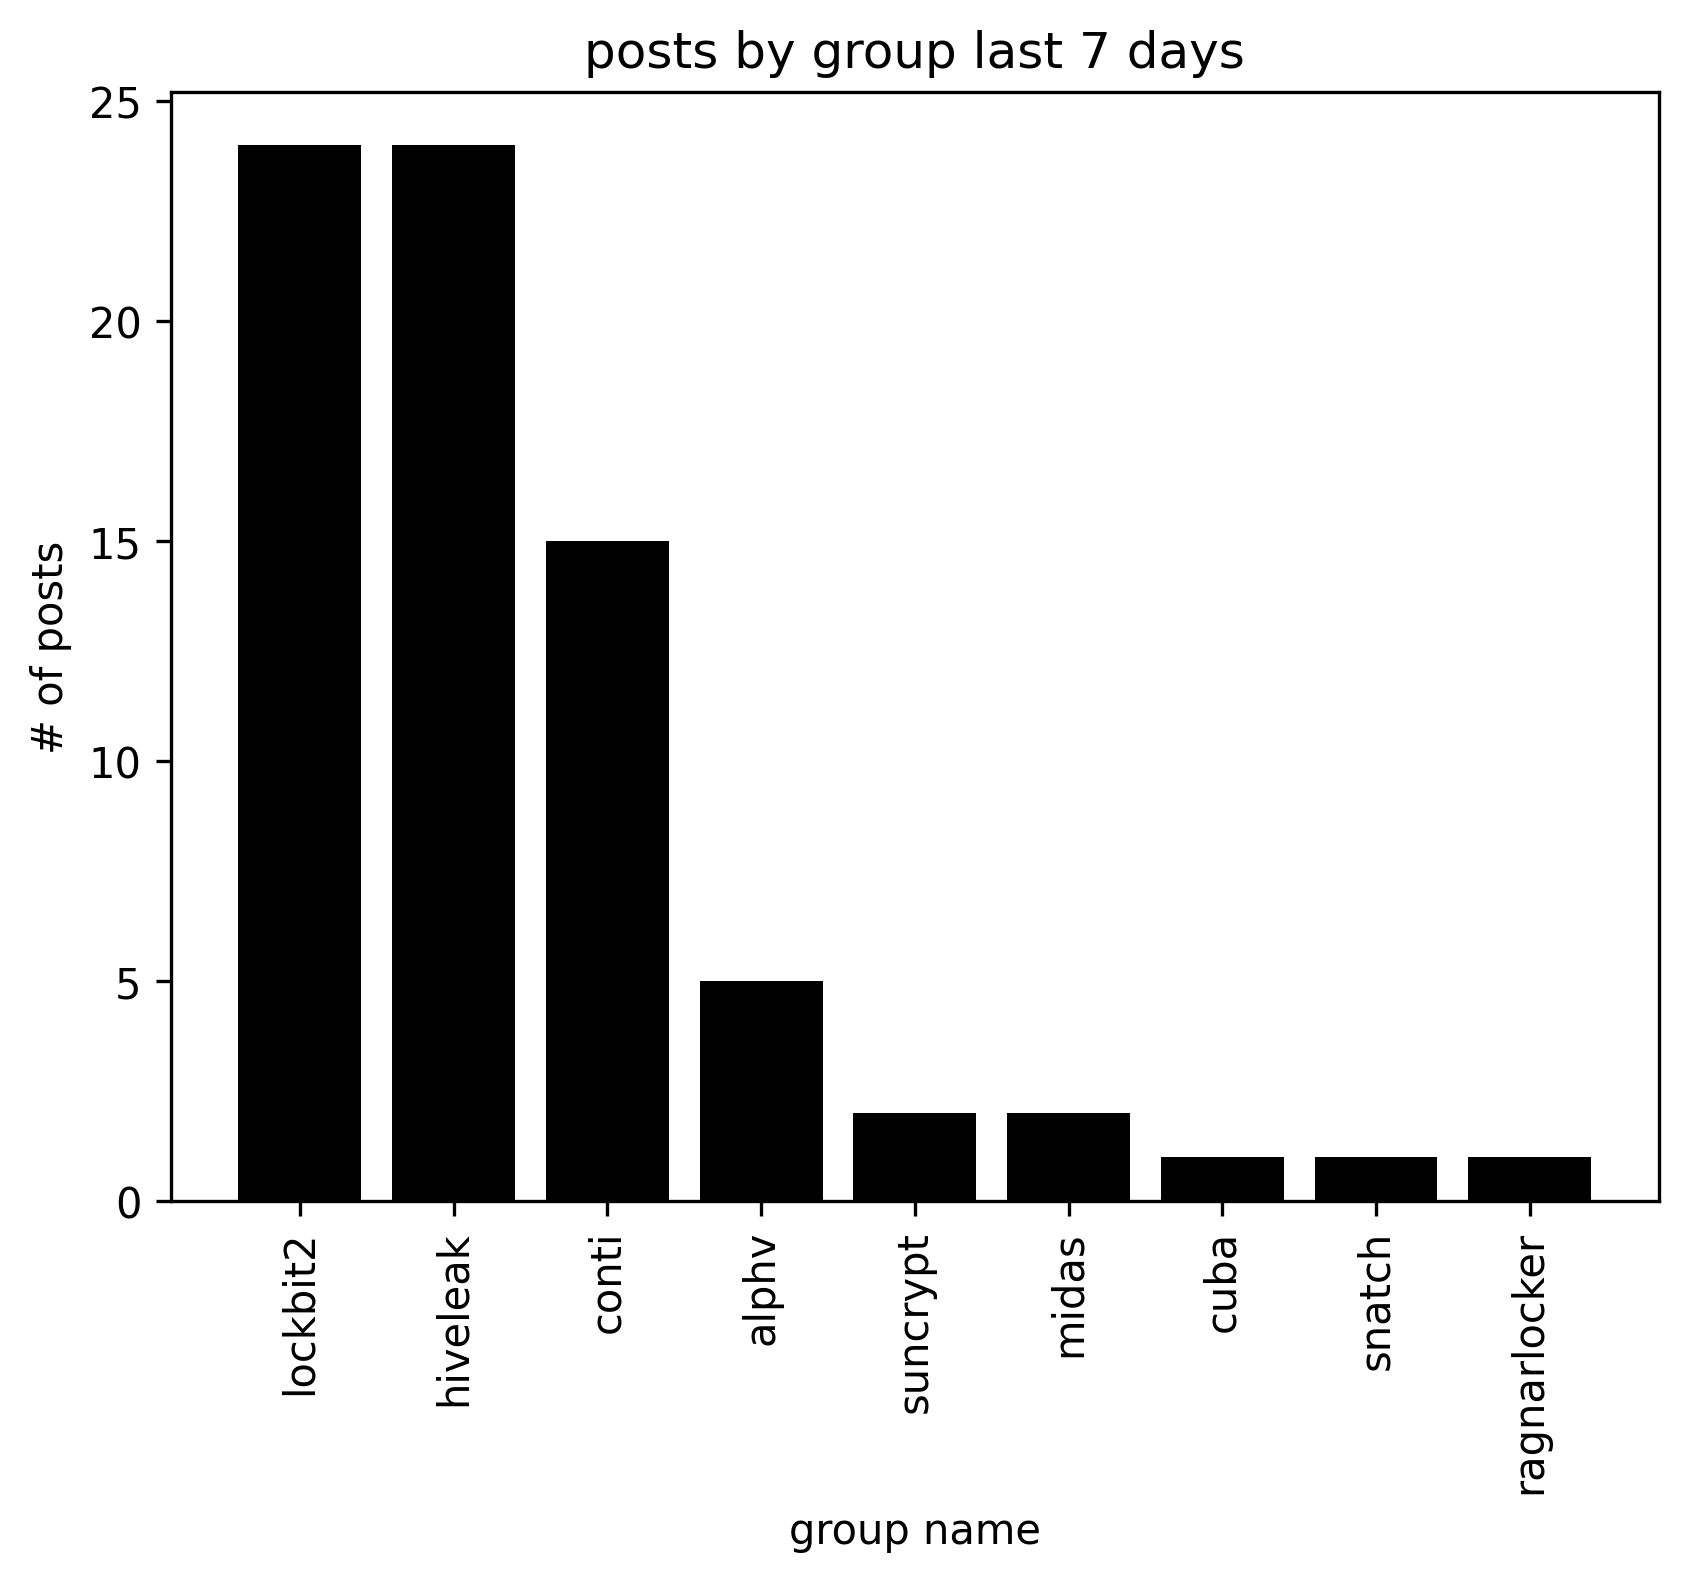 posts by group last 7 days
25
20
15
10
5
0
# of posts
lockbit2
hiveleak
conti
alphv
suncrypt
midas
cuba
snatch
ragnarlocker
group name